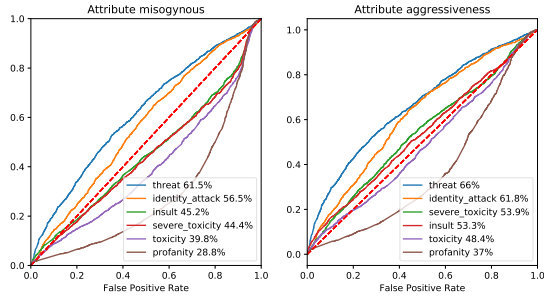 Attribute misogynous
1.0
0.8
0.6
0.4
0.2
0.0
0.0 0.2 0.4 0.6 0.8 1.0
False Positive Rate
threat 61.5%
identity_attack 56.5%
insult 45.2%
severe_toxicity 44.4%
toxicity 39.8%
profanity 28.8%
Attribute aggressiveness
1.0
0.8
0.6
0.4
0.2
0.0
0.0 0.2 0.4 0.6 0.8 1.0
False Positive Rate
threat 66%
identity_attack 61.8%
severe_toxicity 53.9%
insult 53.3%
toxicity 48.4%
profanity 37%